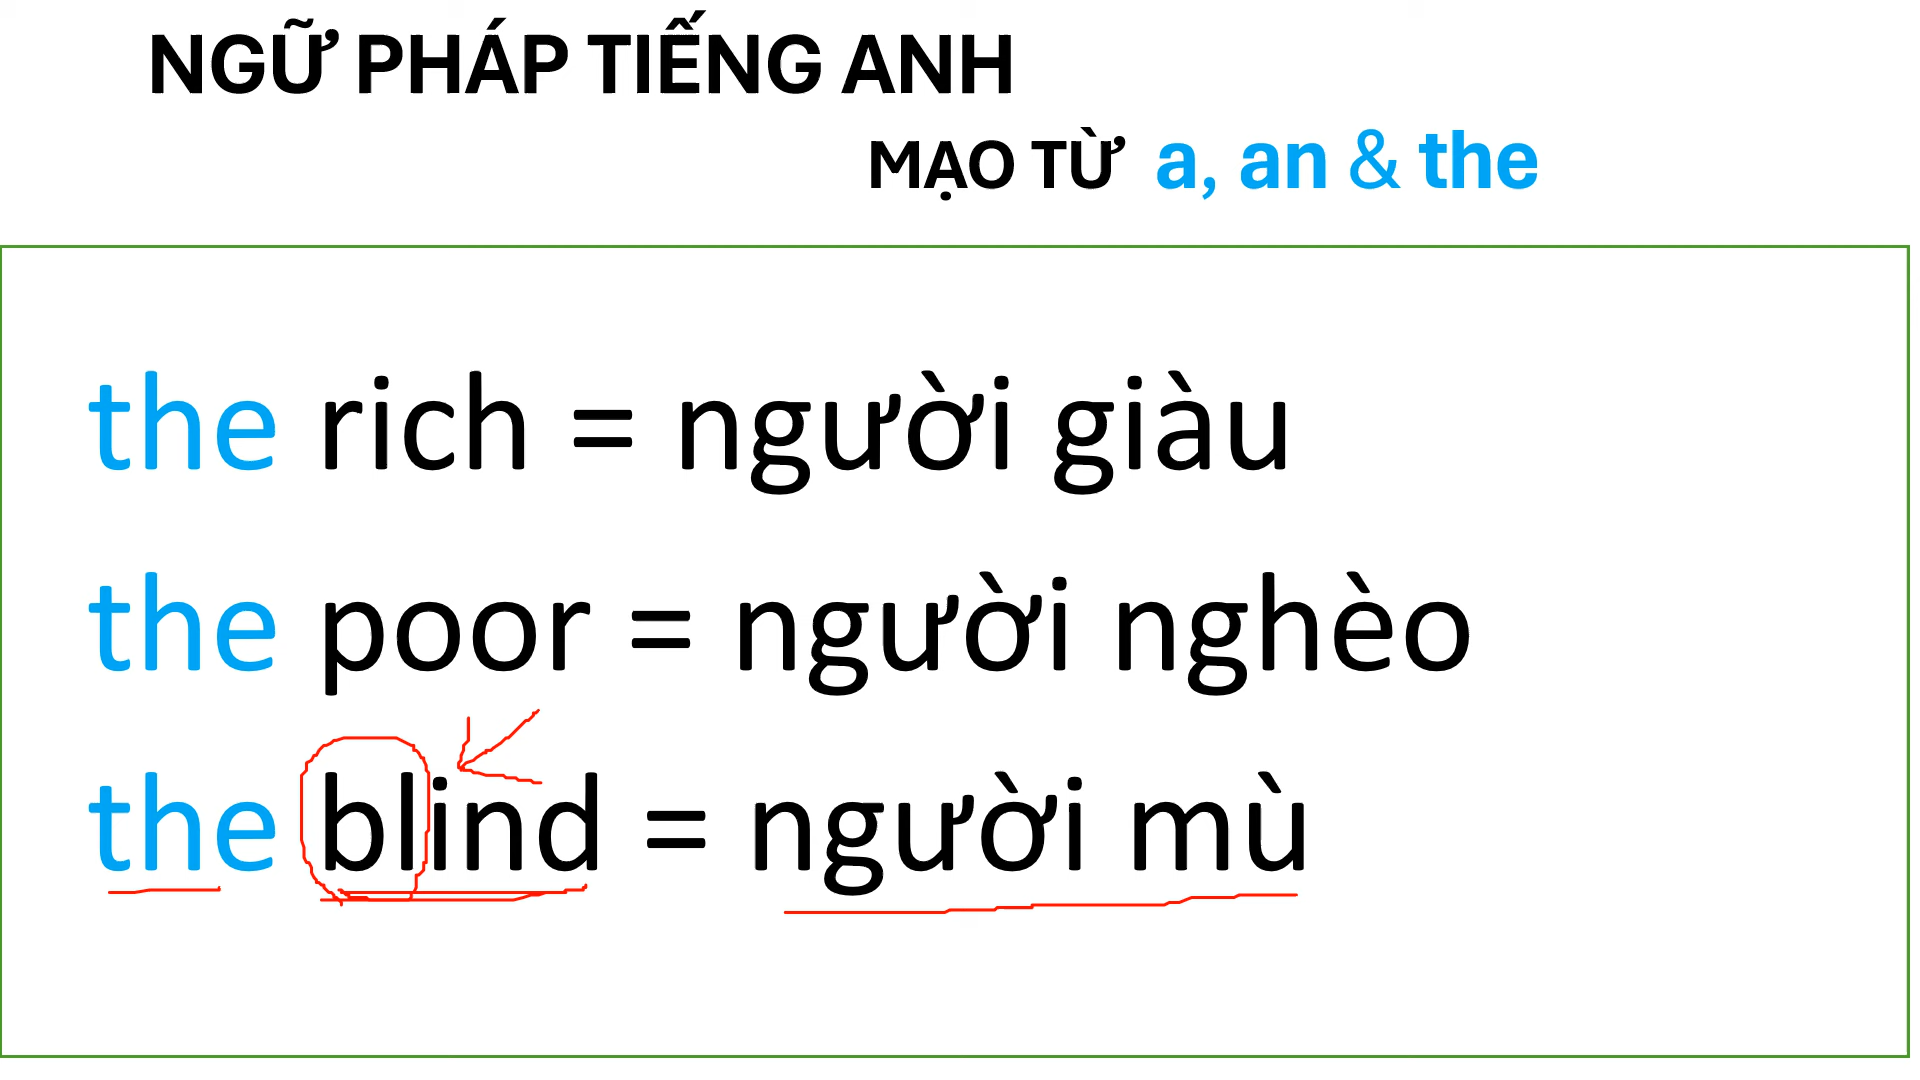 NGỮ PHÁP TIẾNG ANH
MẠO TỪ a, an & the
the rich = người giàu
the poor = người nghèo
the blind = người mù